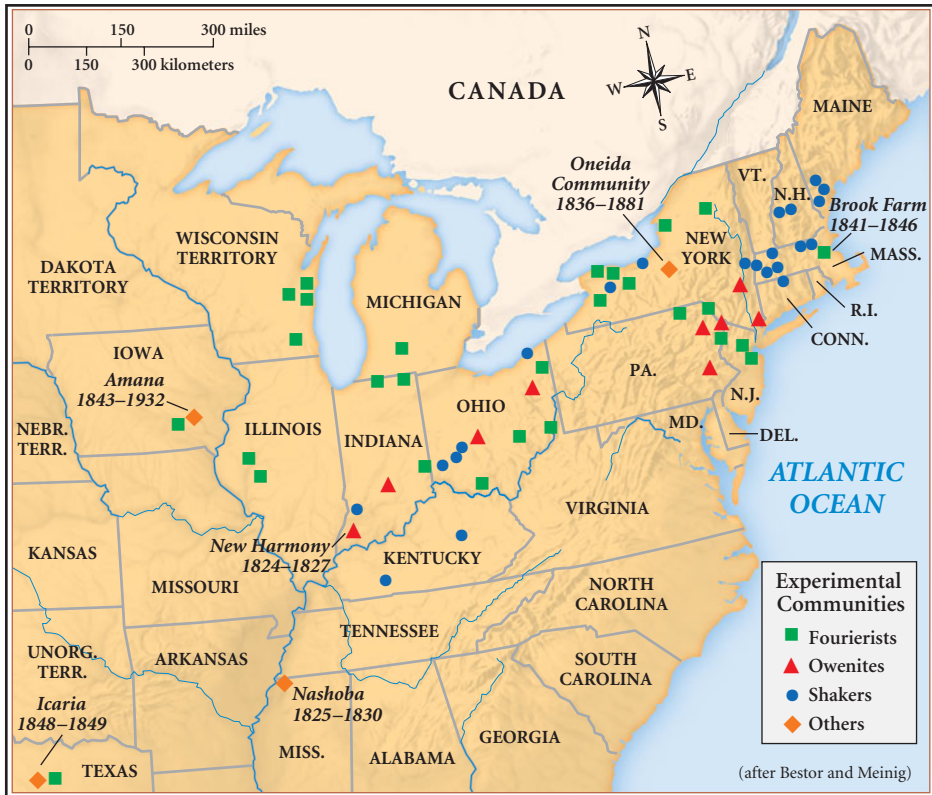 0 150 300 miles
0 150 300 kilometers
N
W
E
S
CANADA
MAINE
Oneida
Community
1836–1881
VT.
N.H.
Brook Farm
1841–1846
MASS.
NEW
YORK
R.I.
CONN.
WISCONSIN
TERRITORY
DAKOTA
TERRITORY
MICHIGAN
IOWA
Amana
1843–1932
PA.
N.J.
OHIO
NEBR.
TERR.
ILLINOIS
INDIANA
MD.
DEL.
ATLANTIC
OCEAN
VIRGINIA
New Harmony
1824–1827
KENTUCKY
KANSAS
MISSOURI
NORTH
CAROLINA
TENNESSEE
UNORG.
TERR.
ARKANSAS
SOUTH
CAROLINA
Icaria
1848–1849
Nashoba
1825–1830
TEXAS
MISS.
ALABAMA
GEORGIA
Experimental
Communities
Fourierists
Owenites
Shakers
Others
(after Bestor and Meinig)